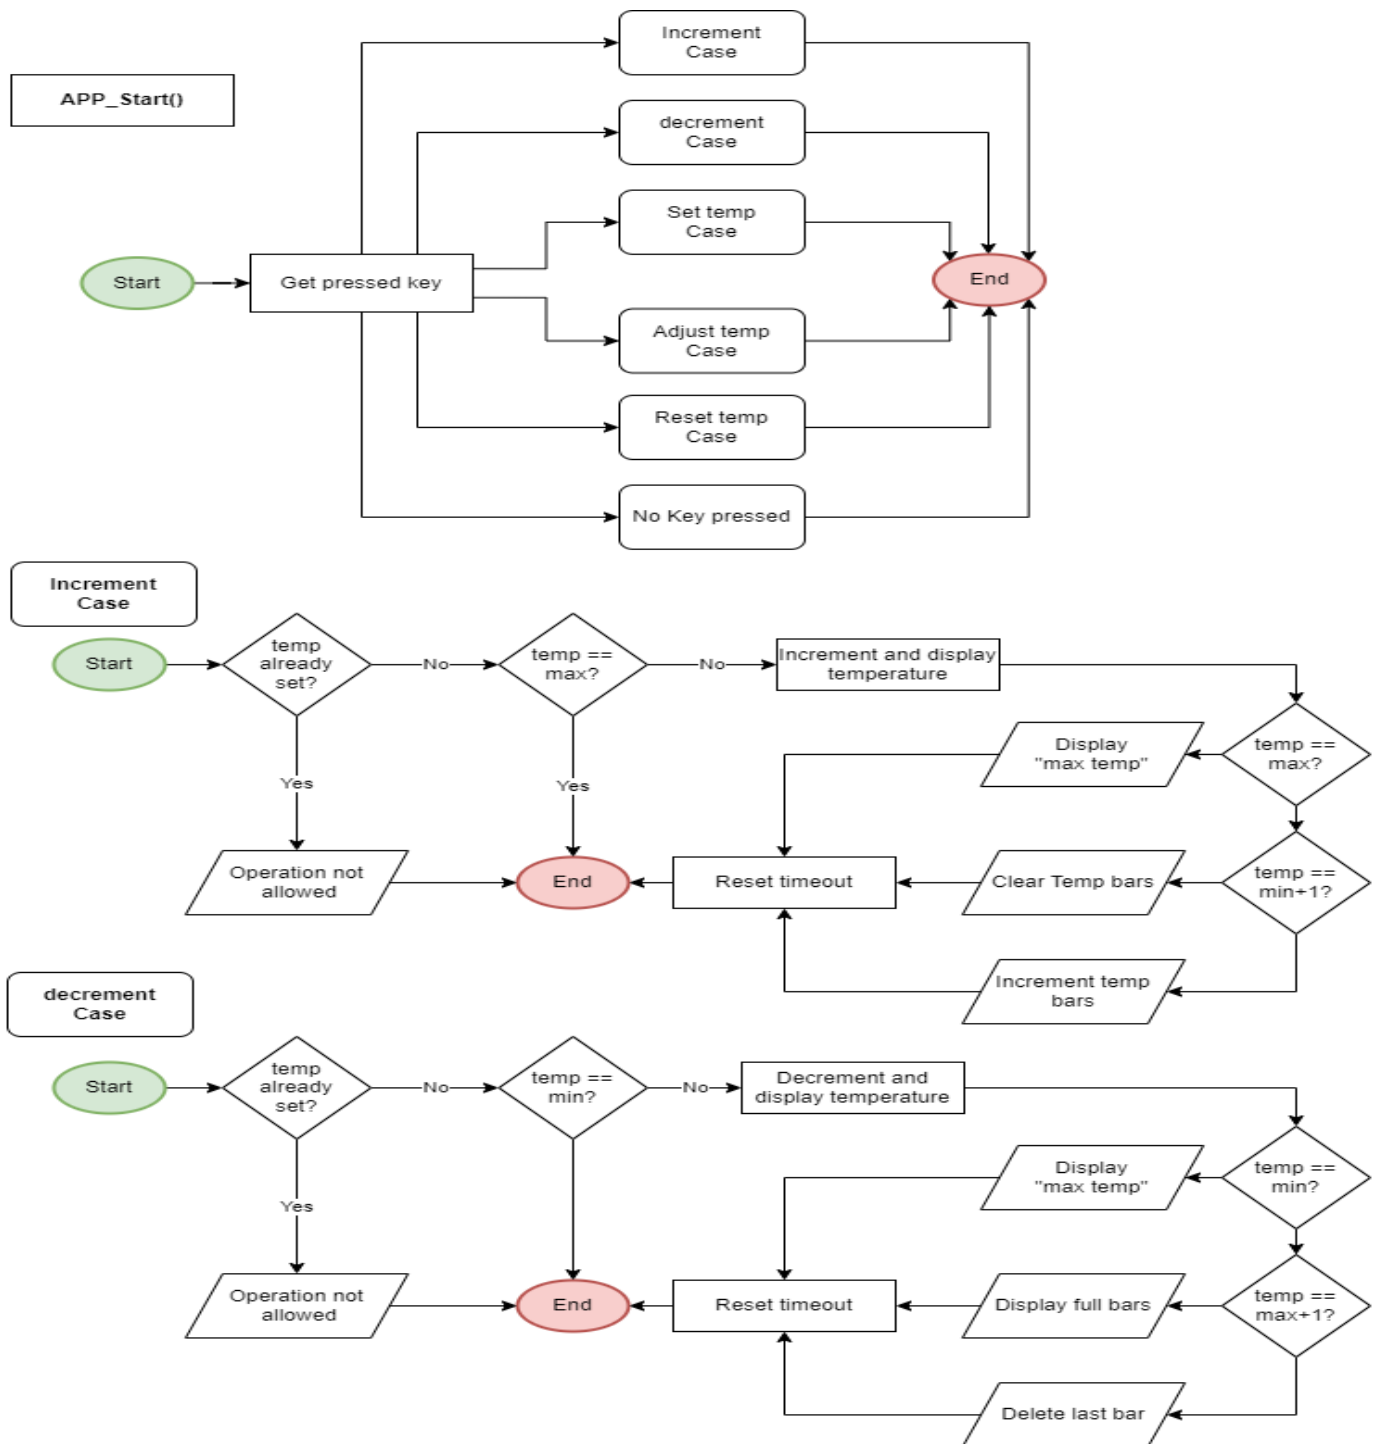 Increment
Case
APP_Start()
decrement
Case
Set temp
Case
Start
Get pressed key
End
Adjust temp
Case
Reset temp
Case
No Key pressed
Increment
Case
Start
temp
already
set?
No
temp ==
max?
No
Increment and display
temperature
Display
"max temp"
temp ==
max?
Yes
Yes
Operation not
allowed
End
Reset timeout
Clear Temp bars
temp ==
min+1?
Increment temp
bars
decrement
Case
Start
temp
already
set?
No
temp ==
min?
No
Decrement and
display temperature
Display
"max temp"
temp ==
min?
Yes
Operation not
allowed
End
Reset timeout
Display full bars
temp ==
max+1?
Delete last bar